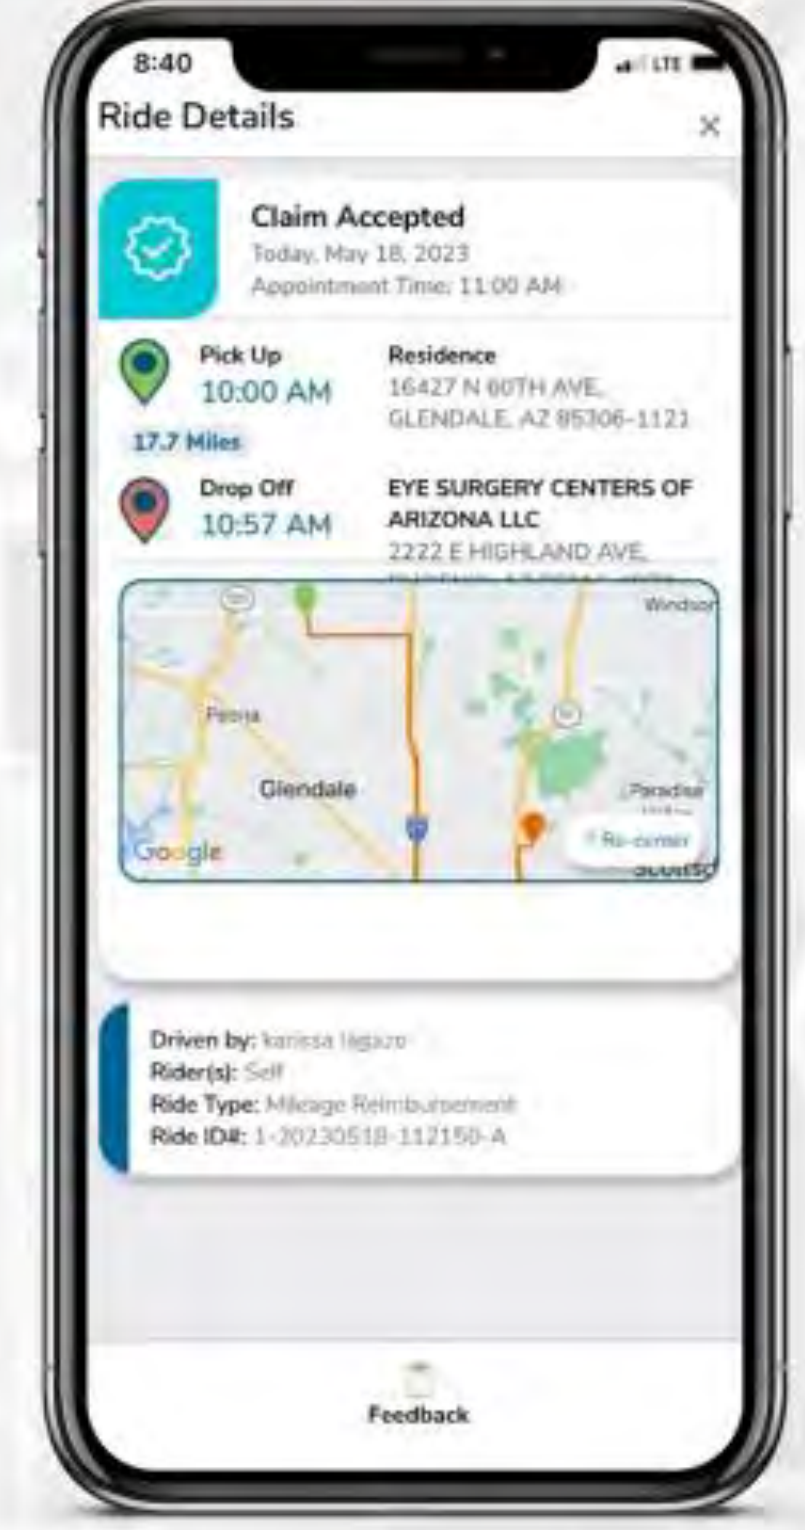 8:40
LTE
Ride Details
Claim Accepted
Today, May 18, 2023
Appointment Time: 11:00 AM
Pick Up
10:00 AM
Residence
16427 N 60TH AVE,
GLENDALE, AZ 85306-1121
17.7 Miles
Drop Off
10:57 AM
EYE SURGERY CENTERS OF
ARIZONA LLC
2222 E HIGHLAND AVE,
Windsor
Peoria
Glendale
Paradise
Re-center
Google
Driven by: karissa
Rider(s): Self
Ride Type: Mileage Reimbursement
Ride ID#: 1-20230518-112150-A
Feedback